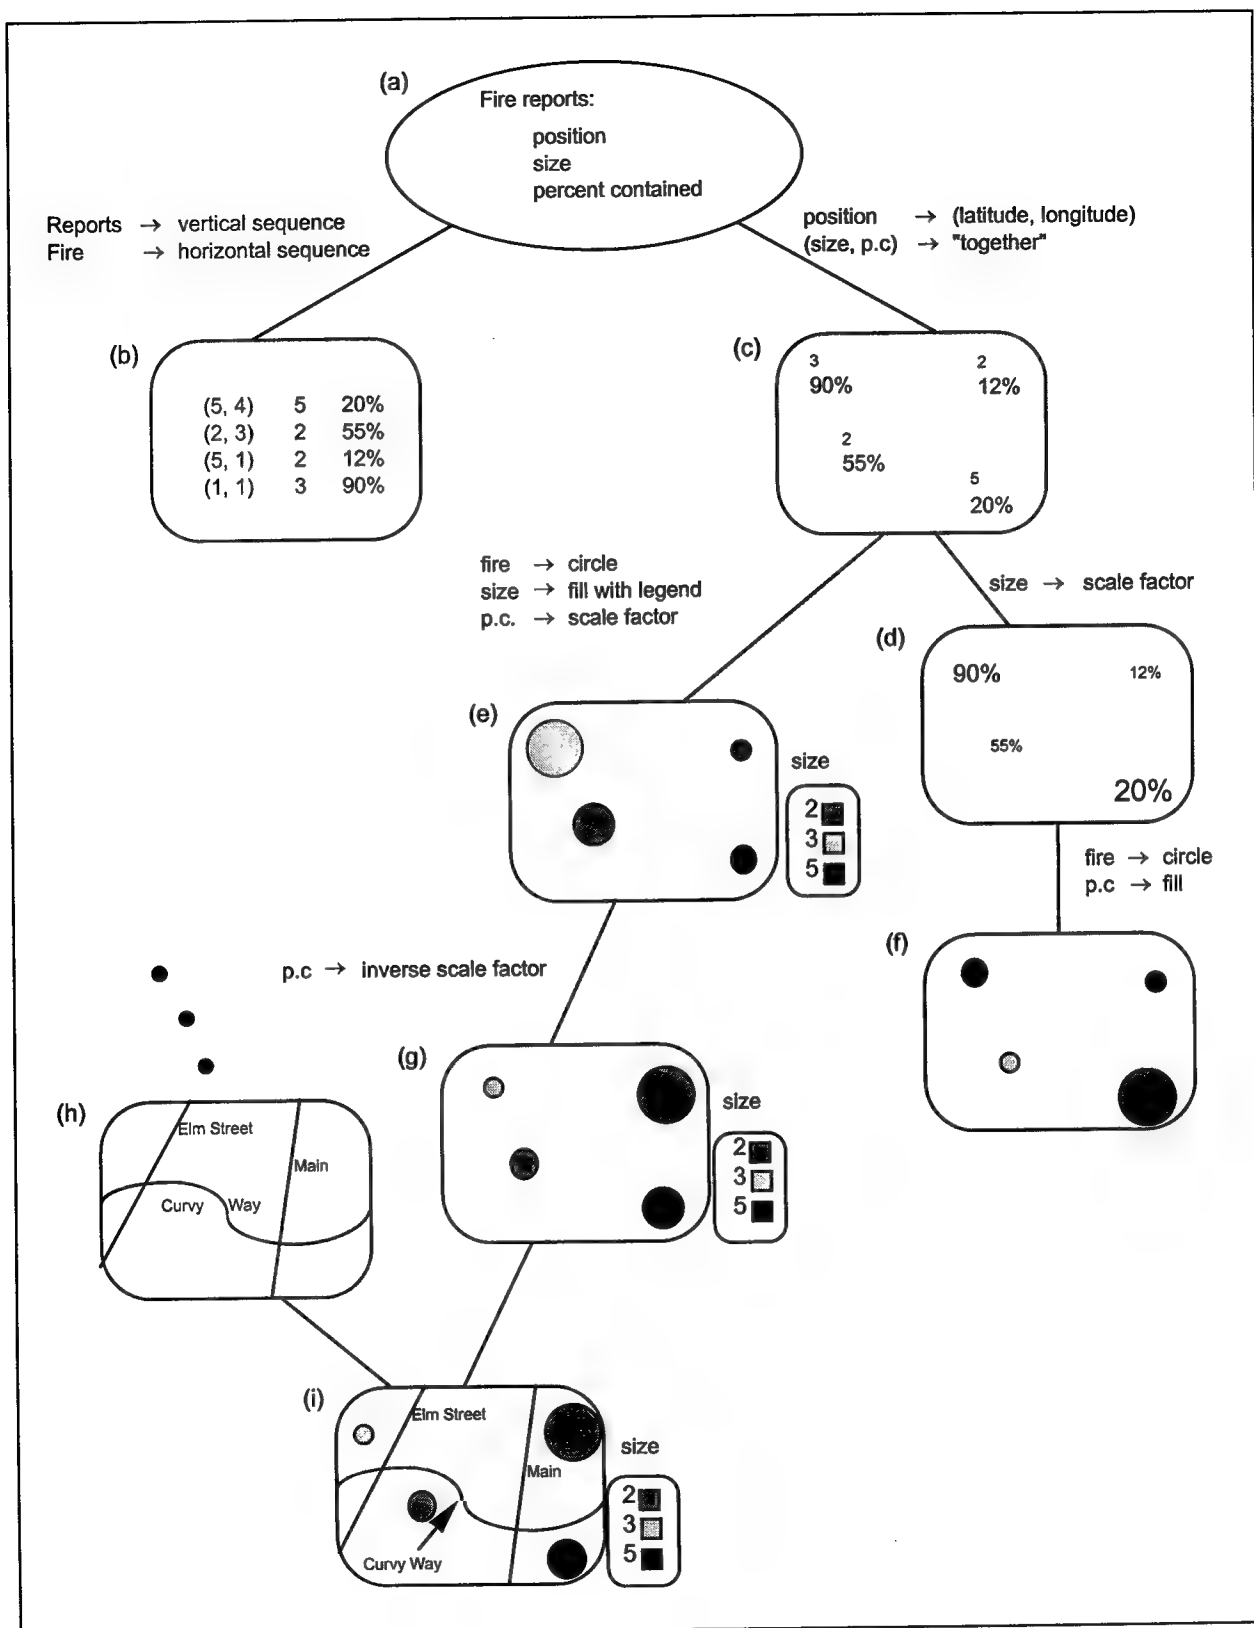 (a)
Fire reports:
position
size
percent contained
Reports → vertical sequence
Fire → horizontal sequence
position → (latitude, longitude)
(size, p.c) → "together"
(b)
(5, 4) 5 20%
(2, 3) 2 55%
(5, 1) 2 12%
(1, 1) 3 90%
(c)
3
90%
2
12%
2
55%
5
20%
fire → circle
size → fill with legend
p.c. → scale factor
size → scale factor
(d)
90%
12%
55%
20%
(e)
size
2
3
5
fire → circle
p.c → fill
(f)
p.c → inverse scale factor
(g)
size
2
3
5
(h)
Elm Street
Main
Curvy Way
(i)
Elm Street
Main
Curvy Way
size
2
3
5